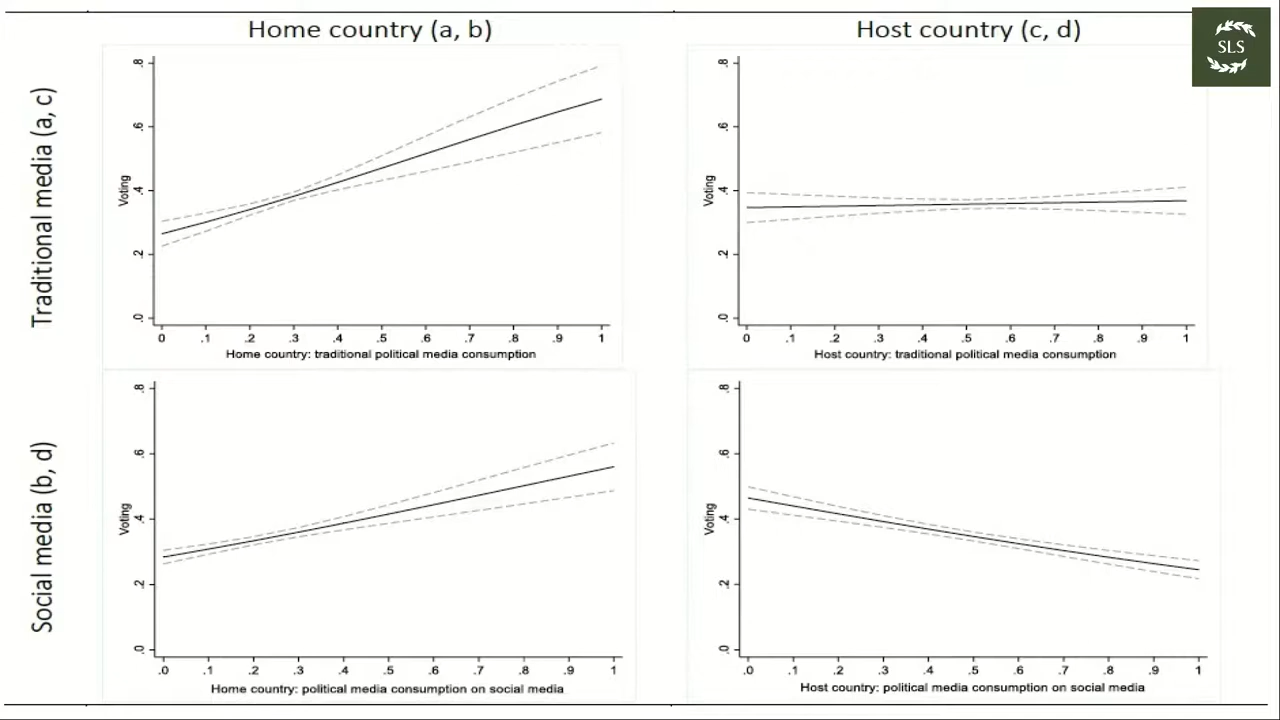 Home country (a, b)
Host country (c, d)
SLS
Traditional media (a, c)
Voting
.8
.6
.4
.2
.0
0 .1 .2 .3 .4 .5 .6 .7 .8 .9 1
Home country: traditional political media consumption
Voting
.8
.6
.4
.2
.0
0 .1 .2 .3 .4 .5 .6 .7 .8 .9 1
Host country: traditional political media consumption
Social media (b, d)
Voting
.8
.6
.4
.2
.0
.0 .1 .2 .3 .4 .5 .6 .7 .8 .9 1
Home country: political media consumption on social media
Voting
.8
.6
.4
.2
.0
.0 .1 .2 .3 .4 .5 .6 .7 .8 .9 1
Host country: political media consumption on social media